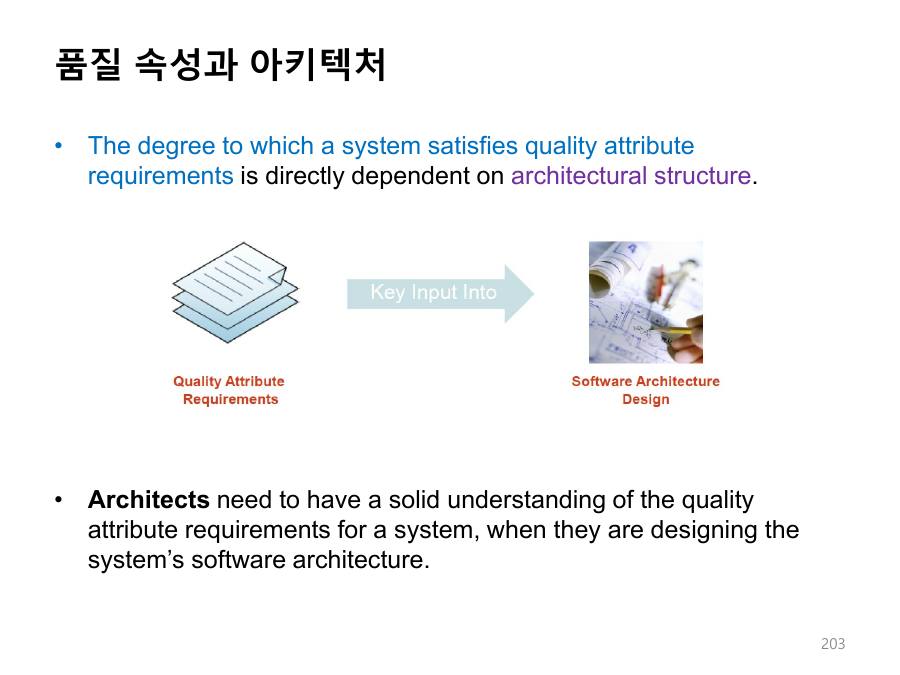 품질 속성과 아키텍처
• The degree to which a system satisfies quality attribute
requirements is directly dependent on architectural structure.
Key Input Into
Quality Attribute
Requirements
Software Architecture
Design
• Architects need to have a solid understanding of the quality
attribute requirements for a system, when they are designing the
system’s software architecture.
203